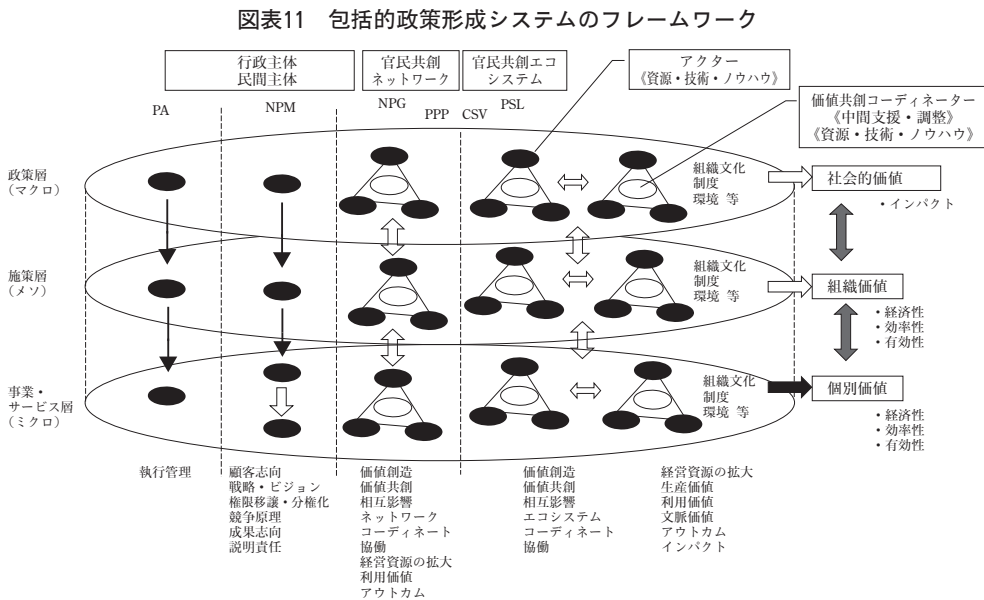 図表11　包括的政策形成システムのフレームワーク
行政主体
民間主体
官民共創
ネットワーク
官民共創エコ
システム
アクター
《資源・技術・ノウハウ》
価値共創コーディネーター
《中間支援・調整》
《資源・技術・ノウハウ》
PA
NPM
NPG
PPP
CSV
PSL
政策層
（マクロ）
組織文化
制度
環境 等
社会的価値
・インパクト
施策層
（メソ）
組織文化
制度
環境 等
組織価値
・経済性
・効率性
・有効性
事業・
サービス層
（ミクロ）
組織文化
制度
環境 等
個別価値
・経済性
・効率性
・有効性
執行管理
顧客志向
戦略・ビジョン
権限移譲・分権化
競争原理
成果志向
説明責任
価値創造
価値共創
相互影響
ネットワーク
コーディネート
協働
経営資源の拡大
利用価値
アウトカム
価値創造
価値共創
相互影響
エコシステム
コーディネート
協働
経営資源の拡大
生産価値
利用価値
文脈価値
アウトカム
インパクト